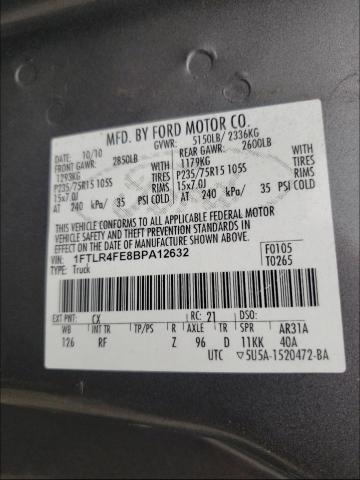 MFD. BY FORD MOTOR CO.
DATE: 10/10 GVWR: 5150LB/ 2336KG
FRONT GAWR: 2850LB REAR GAWR: 2600LB
1293KG 1179KG
P235/75R15 105S TIRES P235/75R15 105S TIRES
15x7.0J RIMS 15x7.0J RIMS
AT 240 kPa/ 35 PSI COLD AT 240 kPa/ 35 PSI COLD
THIS VEHICLE CONFORMS TO ALL APPLICABLE FEDERAL MOTOR
VEHICLE SAFETY AND THEFT PREVENTION STANDARDS IN EFFECT ON
THE DATE OF MANUFACTURE SHOWN ABOVE.
VIN: 1FTLR4FE8BPA12632 F0105
TYPE: Truck T0265
EXT PNT: CX RC: 21 DSO:
WB INT TR TP/PS R AXLE TR SPR AR31A
126 RF Z 96 D 11KK 40A
UTC 5U5A-1520472-BA